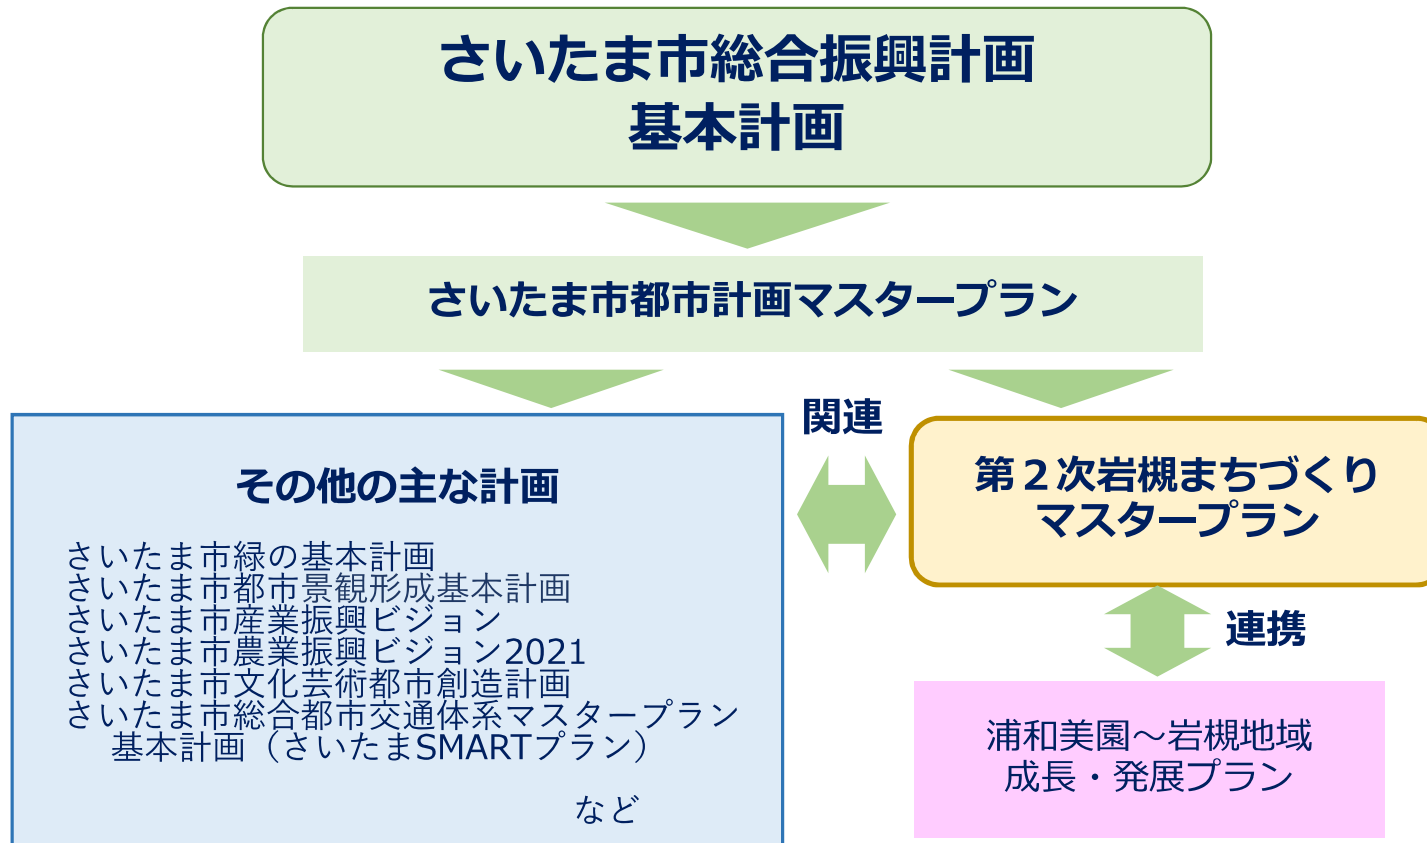 さいたま市総合振興計画
基本計画
さいたま市都市計画マスタープラン
関連
その他の主な計画
さいたま市緑の基本計画
さいたま市都市景観形成基本計画
さいたま市産業振興ビジョン
さいたま市農業振興ビジョン2021
さいたま市文化芸術都市創造計画
さいたま市総合都市交通体系マスタープラン
基本計画（さいたまSMARTプラン）
など
第２次岩槻まちづくり
マスタープラン
連携
浦和美園～岩槻地域
成長・発展プラン